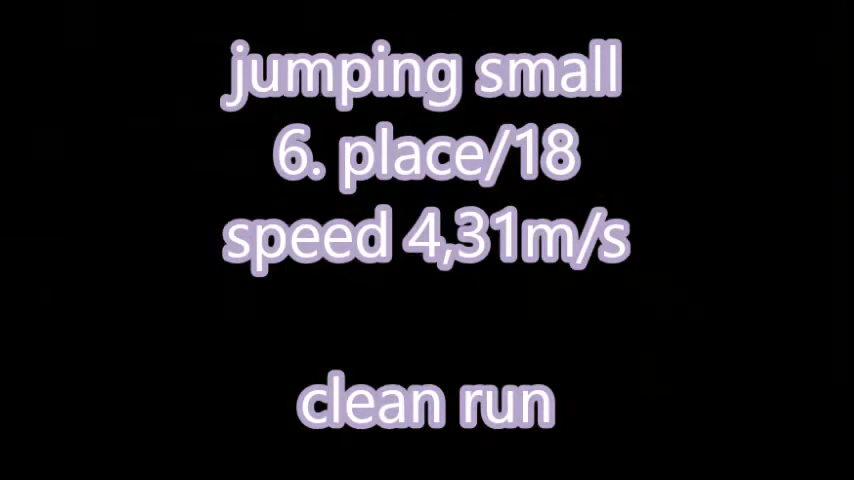 jumping small
6. place/18
speed 4,31m/s
clean run